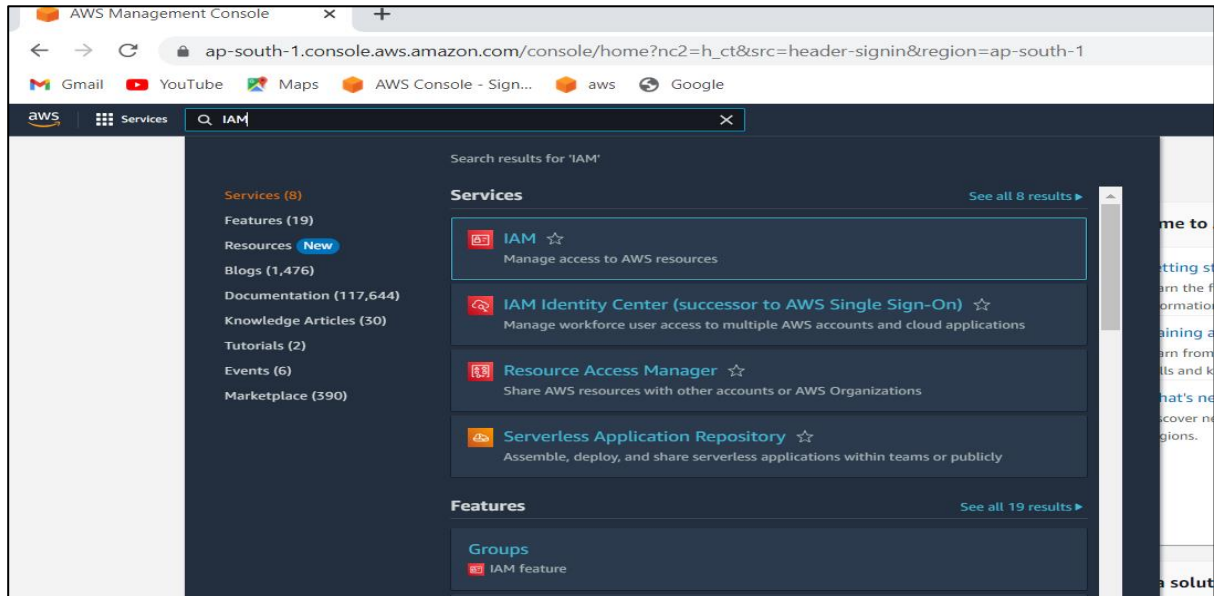 AWS Management Console
ap-south-1.console.aws.amazon.com/console/home?nc2=h_ct&src=header-signin&region=ap-south-1
Gmail YouTube Maps AWS Console - Sign... aws Google
aws Services IAM
Search results for 'IAM'
Services (8)
Features (19)
Resources New
Blogs (1,476)
Documentation (117,644)
Knowledge Articles (30)
Tutorials (2)
Events (6)
Marketplace (390)
Services See all 8 results
IAM
Manage access to AWS resources
IAM Identity Center (successor to AWS Single Sign-On)
Manage workforce user access to multiple AWS accounts and cloud applications
Resource Access Manager
Share AWS resources with other accounts or AWS Organizations
Serverless Application Repository
Assemble, deploy, and share serverless applications within teams or publicly
Features See all 19 results
Groups
IAM feature
me to
gions.